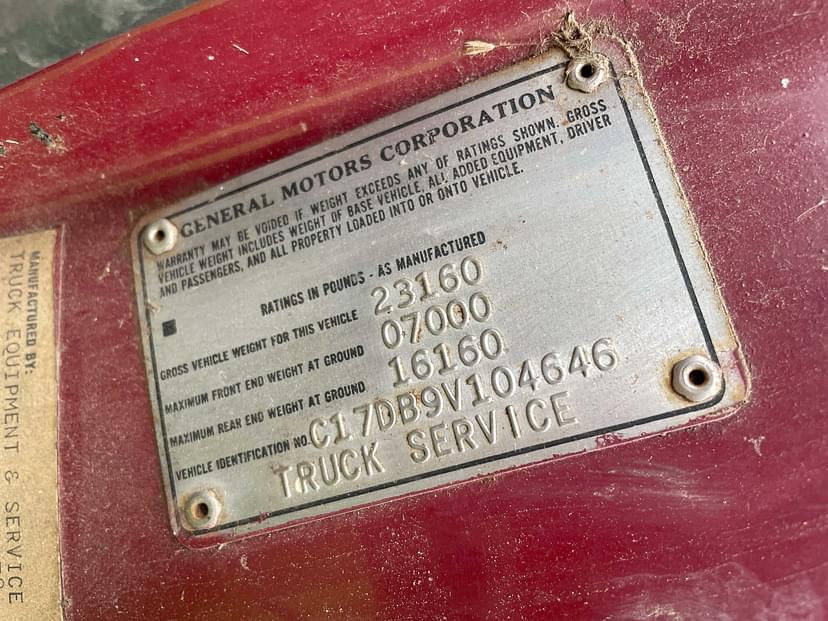 GENERAL MOTORS CORPORATION
WARRANTY MAY BE VOIDED IF WEIGHT EXCEEDS ANY OF RATINGS SHOWN. GROSS
VEHICLE WEIGHT INCLUDES WEIGHT OF BASE VEHICLE, ALL ADDED EQUIPMENT, DRIVER
AND PASSENGERS, AND ALL PROPERTY LOADED INTO OR ONTO VEHICLE.
RATINGS IN POUNDS - AS MANUFACTURED
GROSS VEHICLE WEIGHT FOR THIS VEHICLE 23160
MAXIMUM FRONT END WEIGHT AT GROUND 07000
MAXIMUM REAR END WEIGHT AT GROUND 16160
VEHICLE IDENTIFICATION NO. C17DB9V104646
TRUCK SERVICE
MANUFACTURED BY:
TRUCK EQUIPMENT & SERVICE